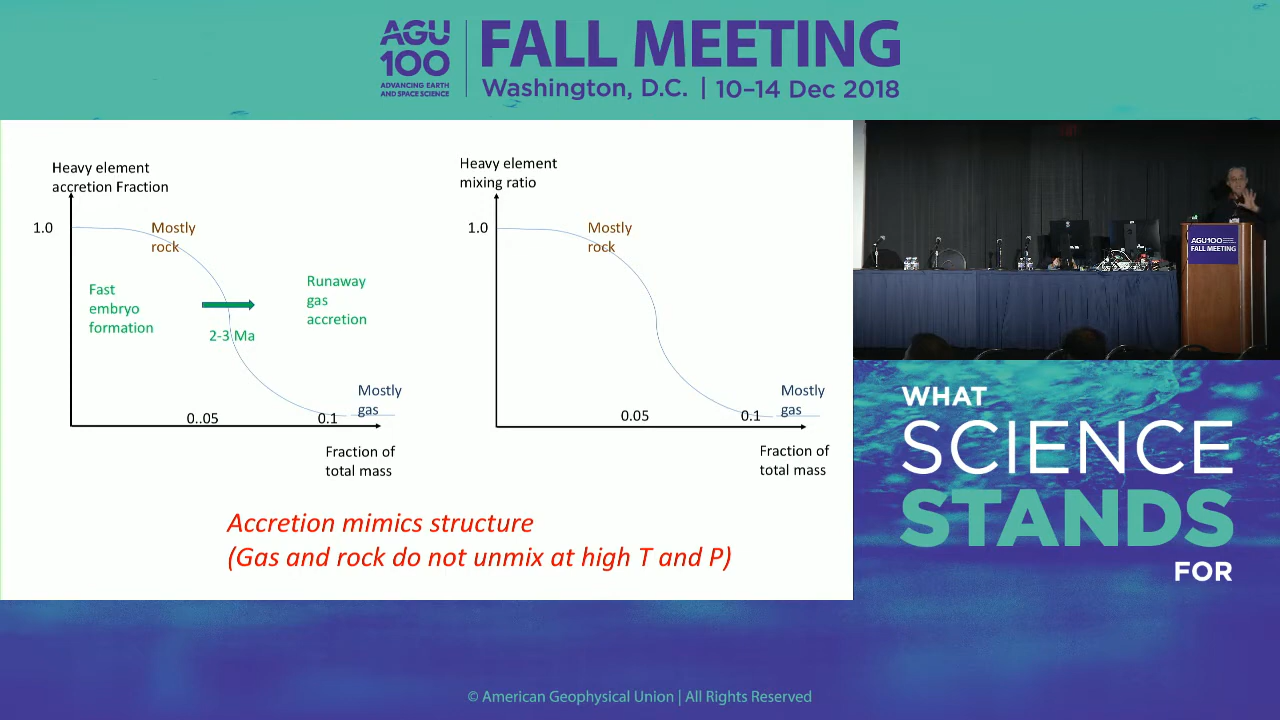 AGU
100
ADVANCING EARTH
AND SPACE SCIENCE
FALL MEETING
Washington, D.C. | 10–14 Dec 2018
Heavy element
accretion Fraction
1.0
Mostly
rock
Fast
embryo
formation
2-3 Ma
Runaway
gas
accretion
Mostly
gas
0..05
0.1
Fraction of
total mass
Heavy element
mixing ratio
1.0
Mostly
rock
Mostly
gas
0.05
0.1
Fraction of
total mass
Accretion mimics structure
(Gas and rock do not unmix at high T and P)
AGU100
FALL MEETING
WHAT
SCIENCE
STANDS
FOR
© American Geophysical Union | All Rights Reserved